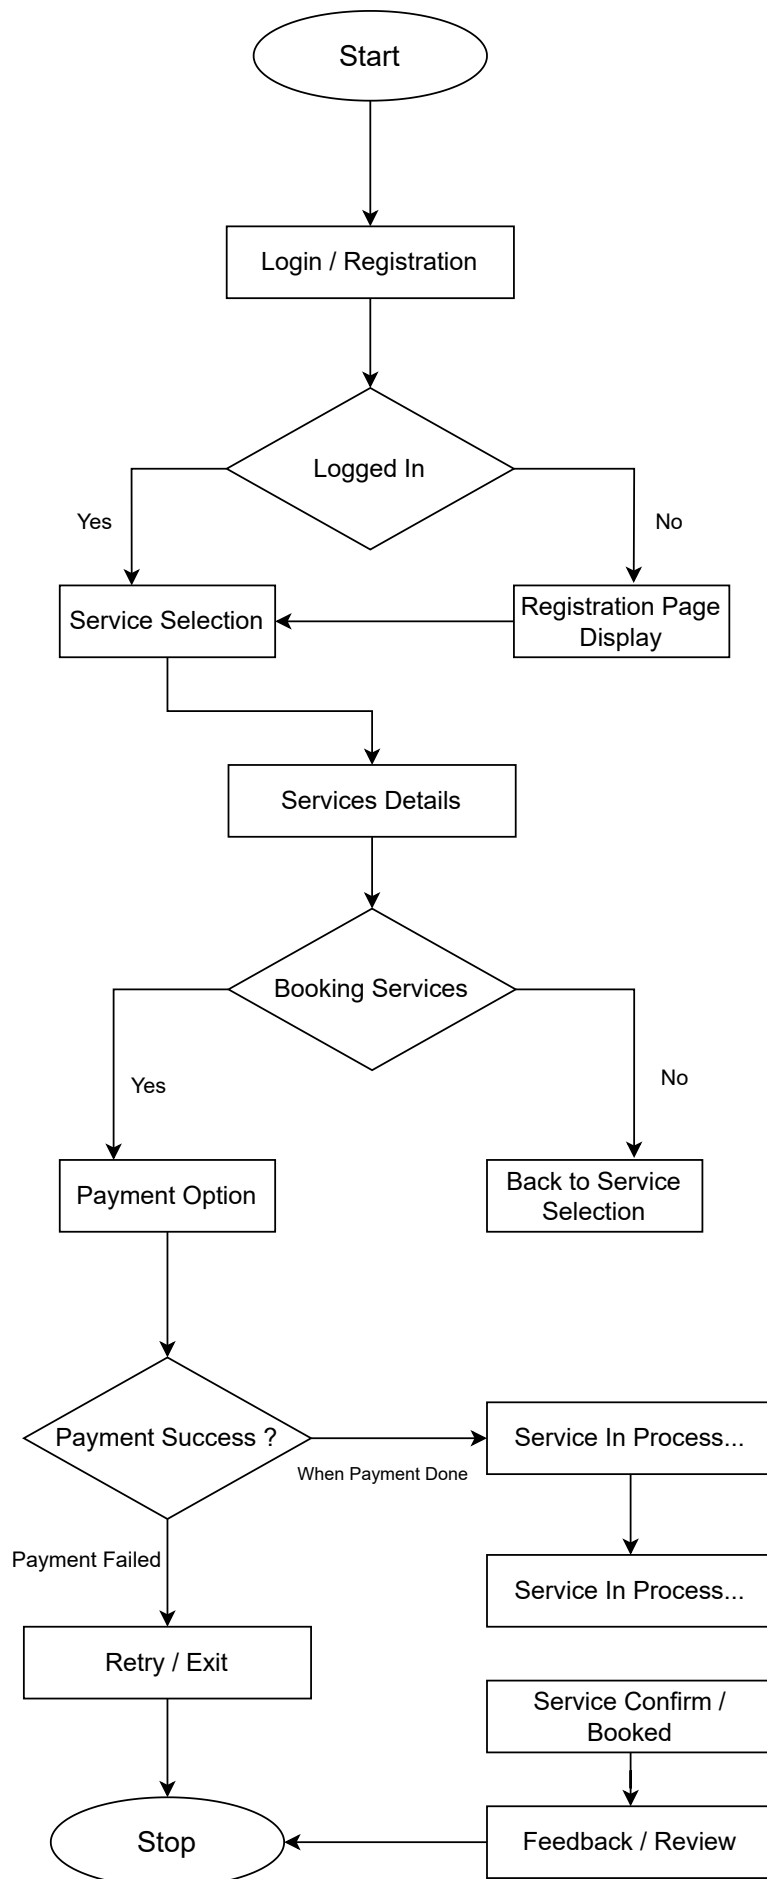 Start
Login / Registration
Logged In
Yes
No
Service Selection
Registration Page
Display
Services Details
Booking Services
Yes
No
Payment Option
Back to Service
Selection
Payment Success ?
When Payment Done
Service In Process...
Payment Failed
Service In Process...
Retry / Exit
Service Confirm /
Booked
Stop
Feedback / Review